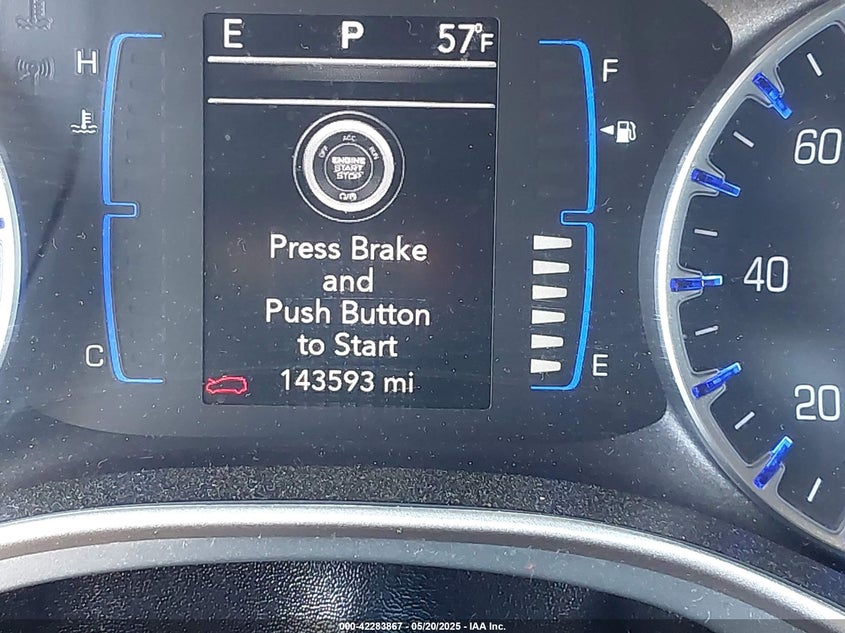 E P 57°F
H
F
OFF ACC RUN
ENGINE
START
STOP
Press Brake
and
Push Button
to Start
C
E
143593 mi
60
40
20
000-42283867 - 05/20/2025 - IAA Inc.